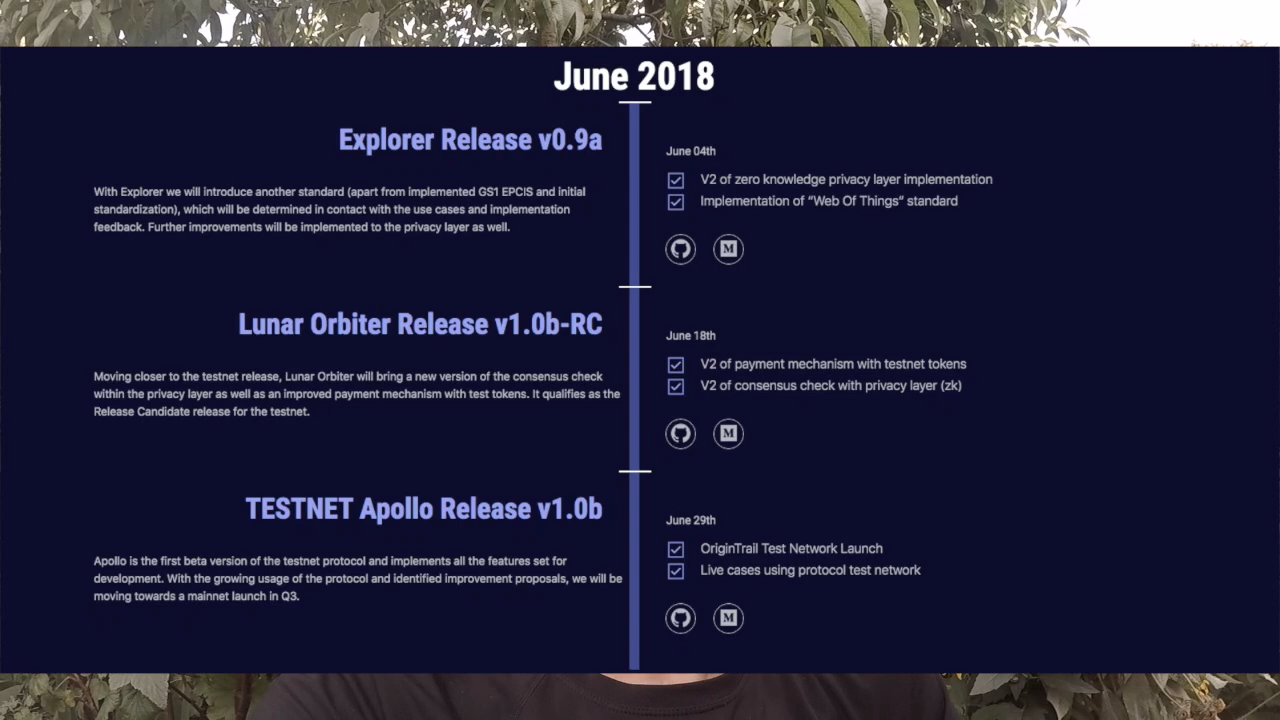 June 2018
Explorer Release v0.9a
With Explorer we will introduce another standard (apart from implemented GS1 EPCIS and initial
standardization), which will be determined in contact with the use cases and implementation
feedback. Further improvements will be implemented to the privacy layer as well.
June 04th
V2 of zero knowledge privacy layer implementation
Implementation of “Web Of Things” standard
M
Lunar Orbiter Release v1.0b-RC
Moving closer to the testnet release, Lunar Orbiter will bring a new version of the consensus check
within the privacy layer as well as an improved payment mechanism with test tokens. It qualifies as the
Release Candidate release for the testnet.
June 18th
V2 of payment mechanism with testnet tokens
V2 of consensus check with privacy layer (zk)
M
TESTNET Apollo Release v1.0b
Apollo is the first beta version of the testnet protocol and implements all the features set for
development. With the growing usage of the protocol and identified improvement proposals, we will be
moving towards a mainnet launch in Q3.
June 29th
OriginTrail Test Network Launch
Live cases using protocol test network
M